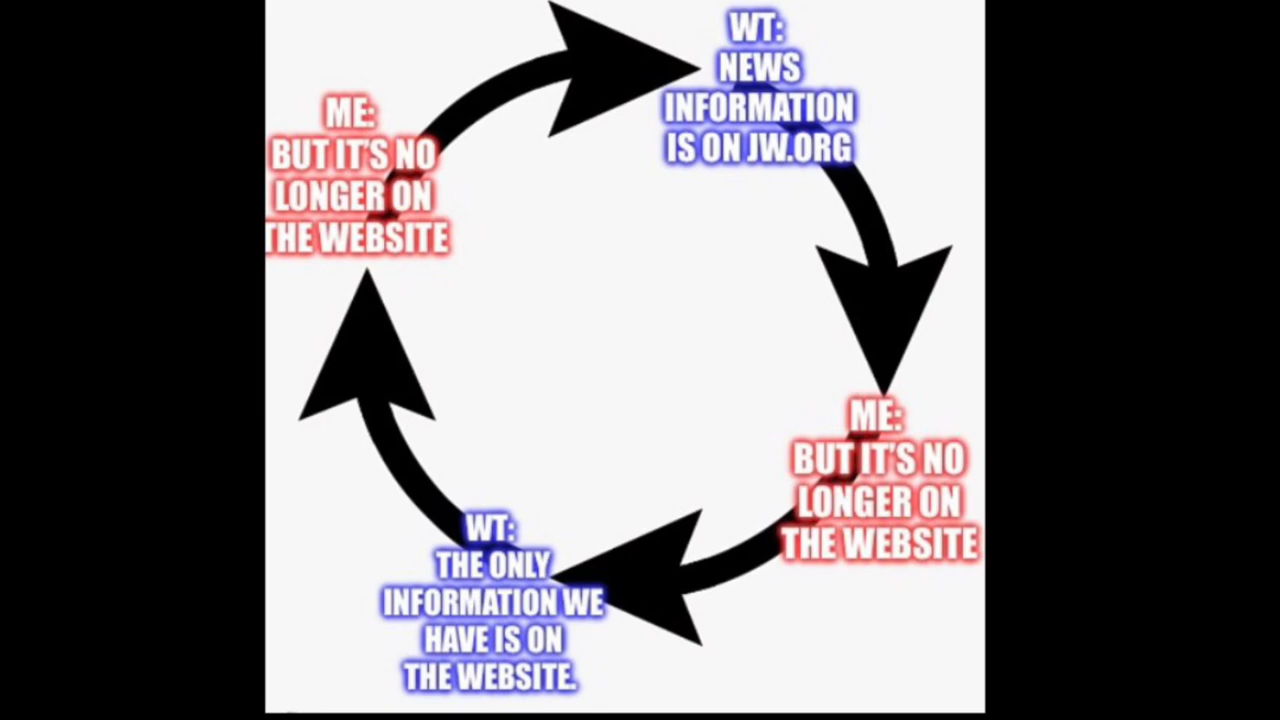 WT:
NEWS
INFORMATION
IS ON JW.ORG
ME:
BUT IT'S NO
LONGER ON
THE WEBSITE
WT:
THE ONLY
INFORMATION WE
HAVE IS ON
THE WEBSITE.
ME:
BUT IT'S NO
LONGER ON
THE WEBSITE